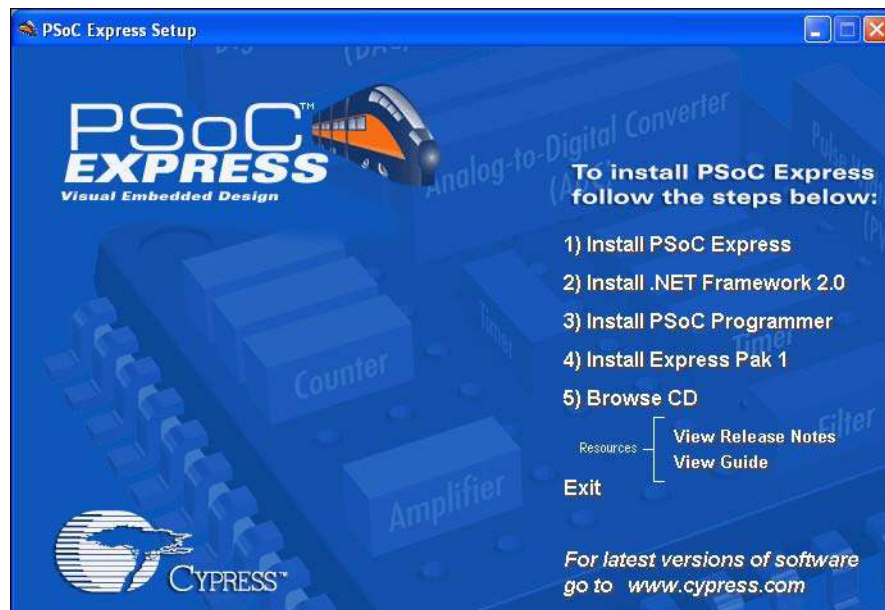 PSoC Express Setup
PSoC™
EXPRESS
Visual Embedded Design
(DAC)
Analog-to-Digital Converter
(ADC)
To install PSoC Express
follow the steps below:
1) Install PSoC Express
2) Install .NET Framework 2.0
3) Install PSoC Programmer
4) Install Express Pak 1
5) Browse CD
Resources
View Release Notes
View Guide
Exit
Counter
Timer
Timer
Filter
Amplifier
CYPRESS™
For latest versions of software
go to www.cypress.com